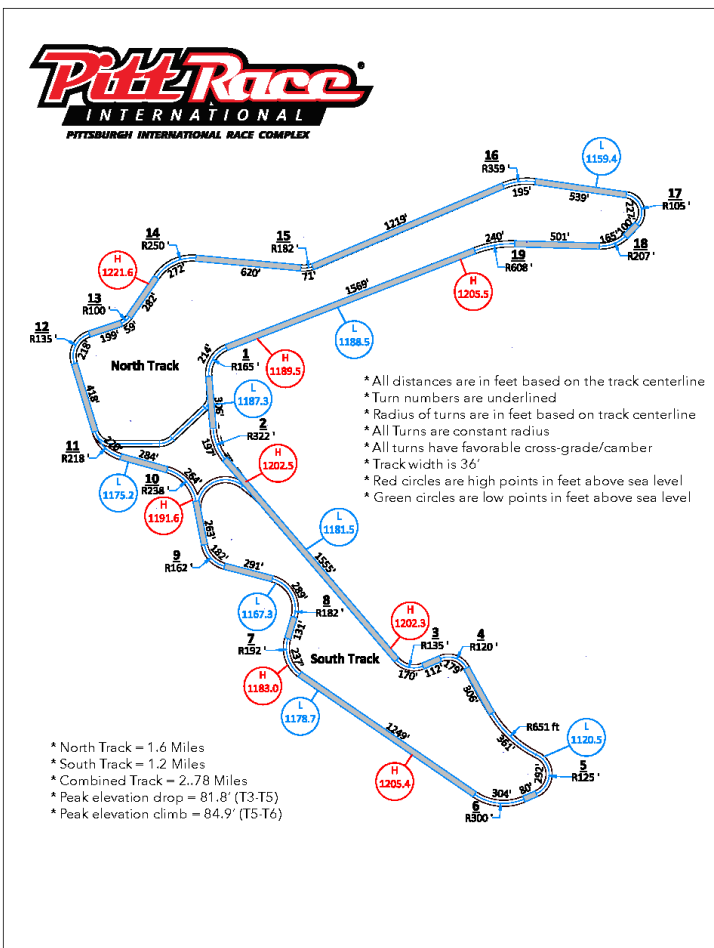 Pitt Race
®
INTERNATIONAL
PITTSBURGH INTERNATIONAL RACE COMPLEX
L
1159.4
16
R359 '
195'
539'
17
R105 '
227'
100'
165'
18
R207 '
14
R250 '
15
R182 '
1219'
240'
501'
19
R608 '
H
1221.6
272'
620'
71'
1569'
H
1205.5
13
R100 '
282'
59'
12
R135 '
199'
218'
North Track
L
1188.5
214'
1
R165 '
H
1189.5
* All distances are in feet based on the track centerline
* Turn numbers are underlined
* Radius of turns are in feet based on track centerline
* All Turns are constant radius
* All turns have favorable cross-grade/camber
* Track width is 36'
* Red circles are high points in feet above sea level
* Green circles are low points in feet above sea level
418'
306'
L
1187.3
2
R322 '
197'
11
R218 '
228'
284'
L
1175.2
10
R238 '
264'
H
1202.5
H
1191.6
L
1181.5
263'
1555'
9
R162 '
182'
291'
289'
L
1167.3
8
R182 '
131'
H
1202.3
3
R135 '
4
R120 '
7
R192 '
237'
South Track
170'
112'
179'
H
1183.0
306'
L
1178.7
R651 ft
361'
L
1120.5
1249'
H
1205.4
292'
5
R125 '
304'
80'
6
R300 '
* North Track = 1.6 Miles
* South Track = 1.2 Miles
* Combined Track = 2..78 Miles
* Peak elevation drop = 81.8' (T3-T5)
* Peak elevation climb = 84.9' (T5-T6)